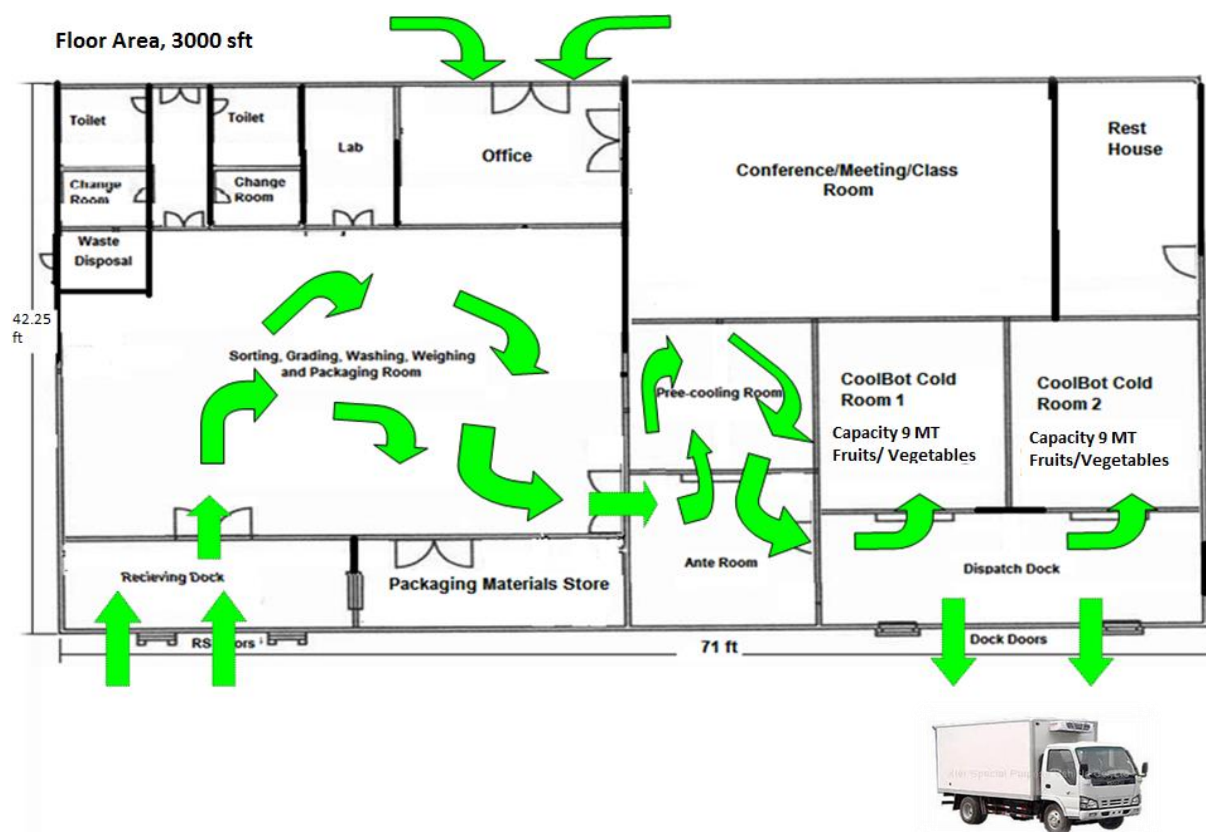 Floor Area, 3000 sft
Toilet
Toilet
Lab
Office
Conference/Meeting/Class
Room
Rest
House
Change
Room
Change
Room
Waste
Disposal
42.25
ft
Sorting, Grading, Washing, Weighing
and Packaging Room
Pree-cooling Room
CoolBot Cold
Room 1
Capacity 9 MT
Fruits/ Vegetables
CoolBot Cold
Room 2
Capacity 9 MT
Fruits/Vegetables
Recieving Dock
Packaging Materials Store
Ante Room
Dispatch Dock
Dock Doors
71 ft